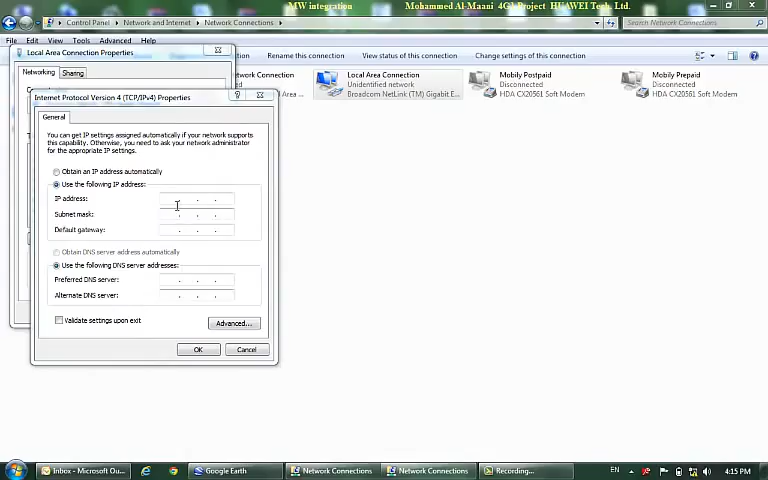 MW integration Mohammed Al-Maani 4G) Project HUAWEI Tech. Ltd.
Control Panel Network and Internet Network Connections
Search Network Connections
File Edit View Tools Advanced Help
Rename this connection View status of this connection Change settings of this connection
Local Area Connection Properties
Networking Sharing
Internet Protocol Version 4 (TCP/IPv4) Properties
General
You can get IP settings assigned automatically if your network supports
this capability. Otherwise, you need to ask your network administrator
for the appropriate IP settings.
Obtain an IP address automatically
Use the following IP address:
IP address:
Subnet mask:
Default gateway:
Obtain DNS server address automatically
Use the following DNS server addresses:
Preferred DNS server:
Alternate DNS server:
Validate settings upon exit
Advanced...
OK Cancel
Network Connection
Area ...
Local Area Connection
Unidentified network
Broadcom NetLink (TM) Gigabit E...
Mobily Postpaid
Disconnected
HDA CX20561 Soft Modem
Mobily Prepaid
Disconnected
HDA CX20561 Soft Modem
Inbox - Microsoft Ou... Google Earth Network Connections Network Connections Recording... EN 4:15 PM